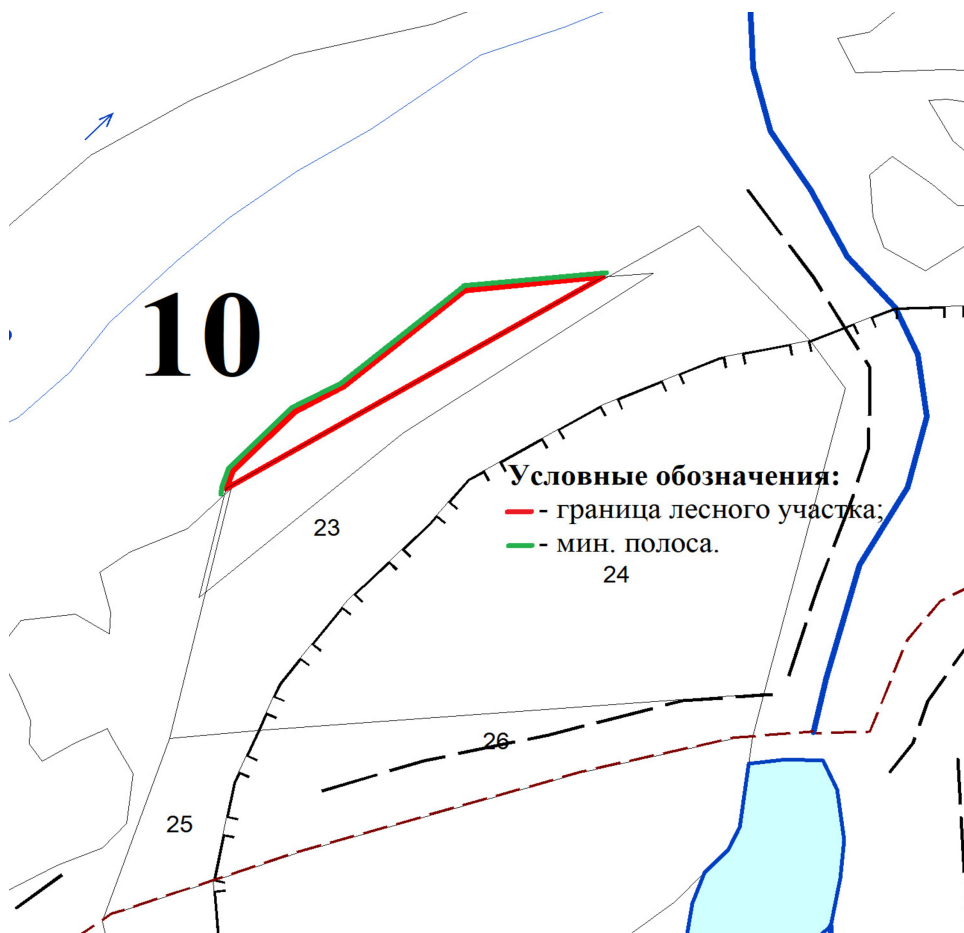 10
Условные обозначения:
- граница лесного участка;
23
- мин. полоса.
24
26
25